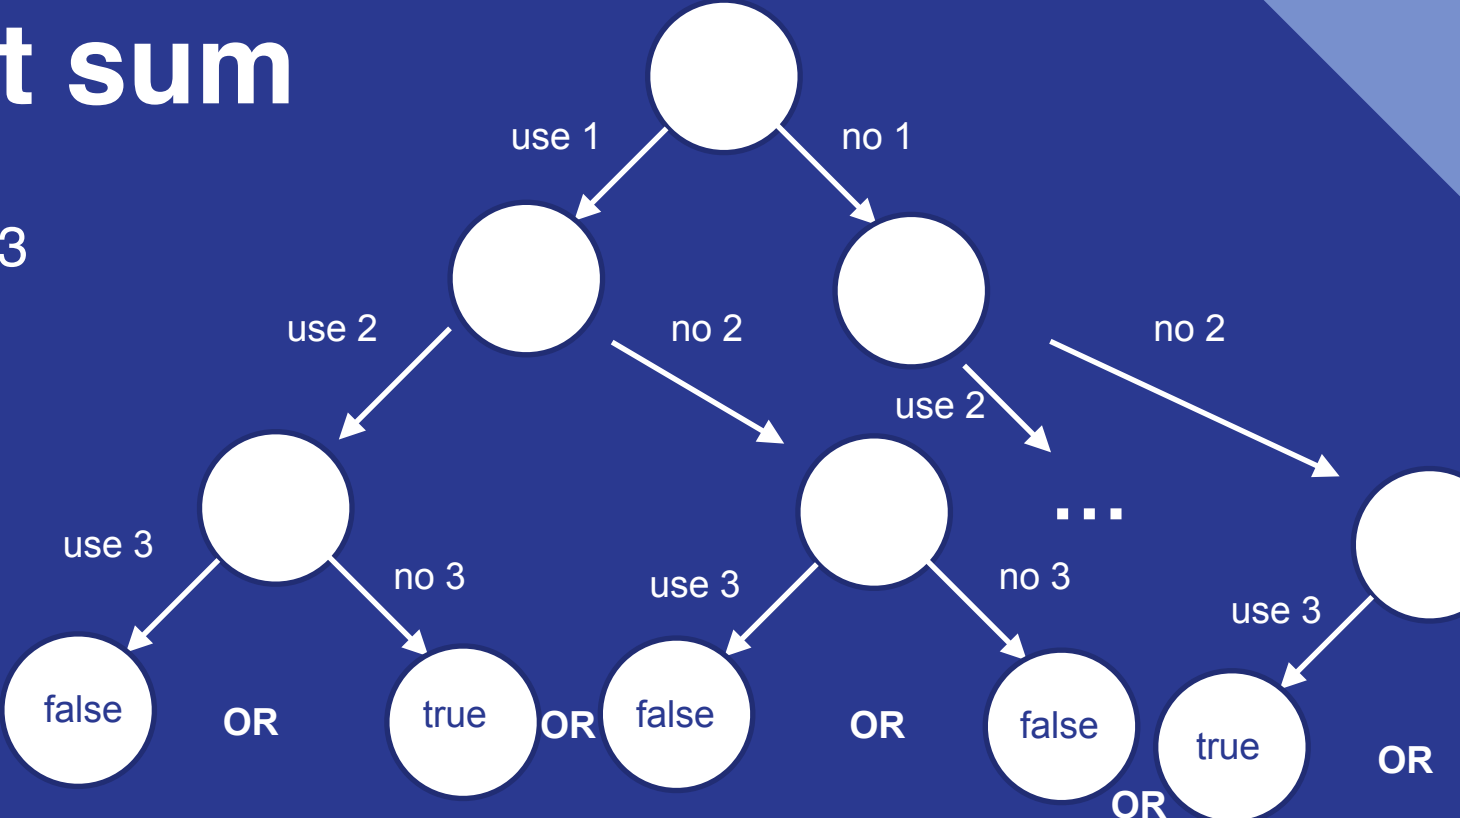 t sum
use 1
no 1
3
use 2
no 2
no 2
use 2
...
use 3
no 3
use 3
no 3
use 3
false
OR
true
OR
false
OR
false
OR
true
OR